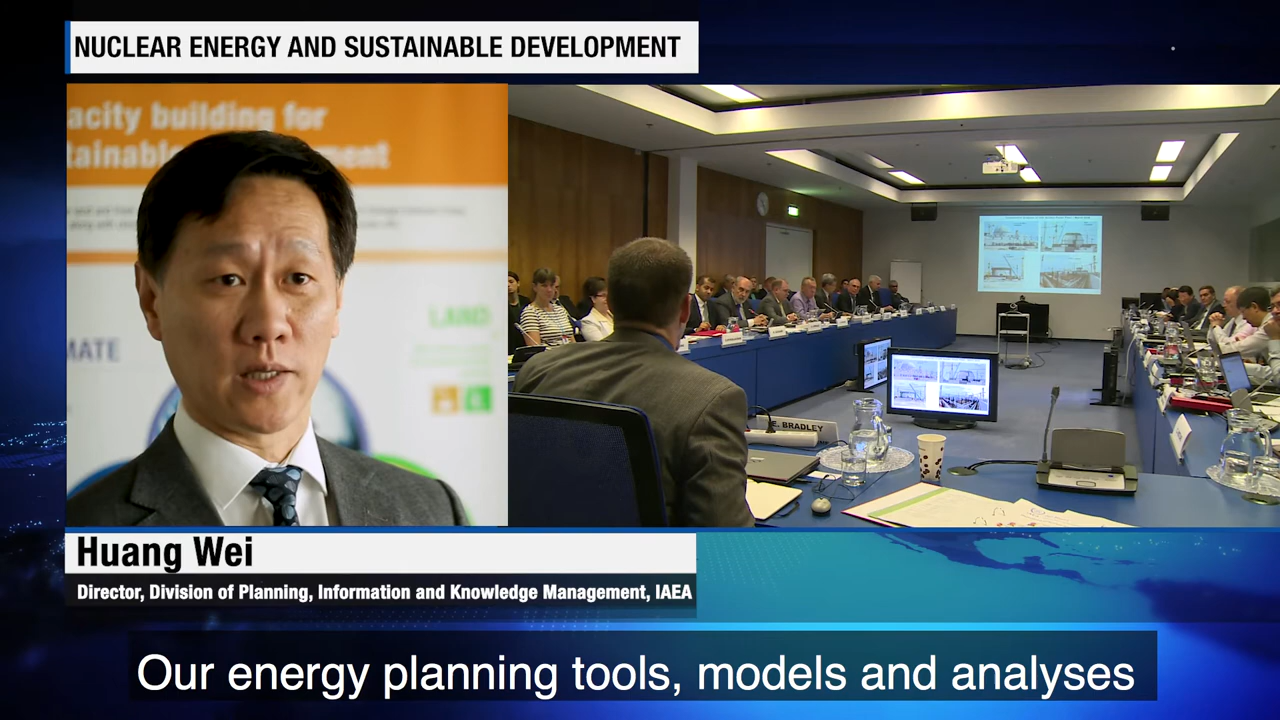 NUCLEAR ENERGY AND SUSTAINABLE DEVELOPMENT
acity building for
tainable ment
MATE
LAND
E. BRADLEY
Huang Wei
Director, Division of Planning, Information and Knowledge Management, IAEA
Our energy planning tools, models and analyses